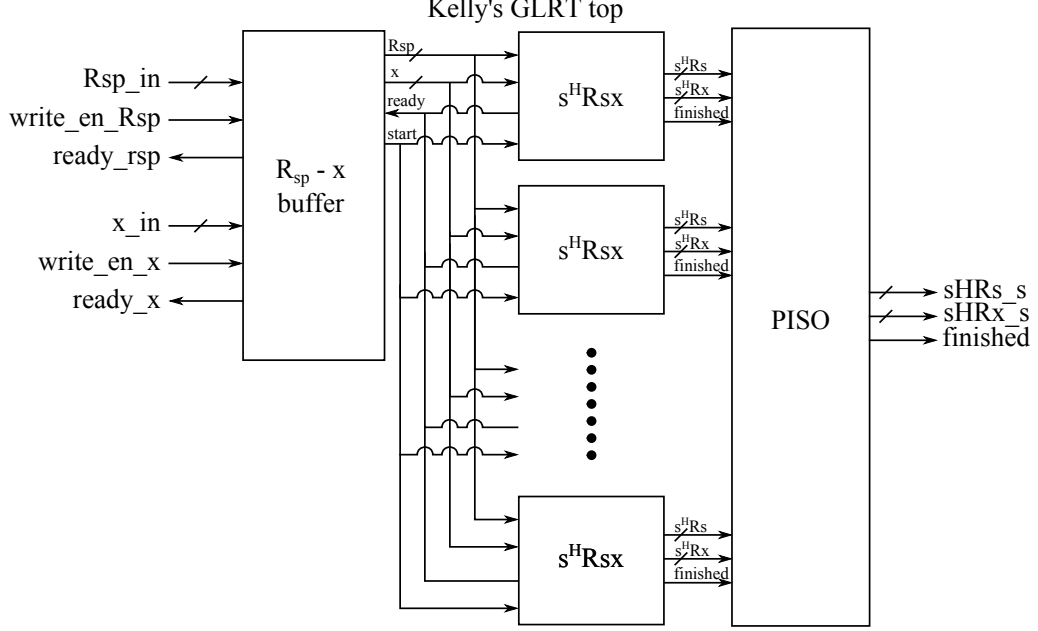 Kelly's GLRT top
Rsp_in
write_en_Rsp
ready_rsp
x_in
write_en_x
ready_x
Rsp - x
buffer
Rsp
x
ready
start
sᴴRsx
sᴴRs
sᴴRx
finished
sᴴRsx
sᴴRs
sᴴRx
finished
sᴴRsx
sᴴRs
sᴴRx
finished
PISO
sHRs_s
sHRx_s
finished